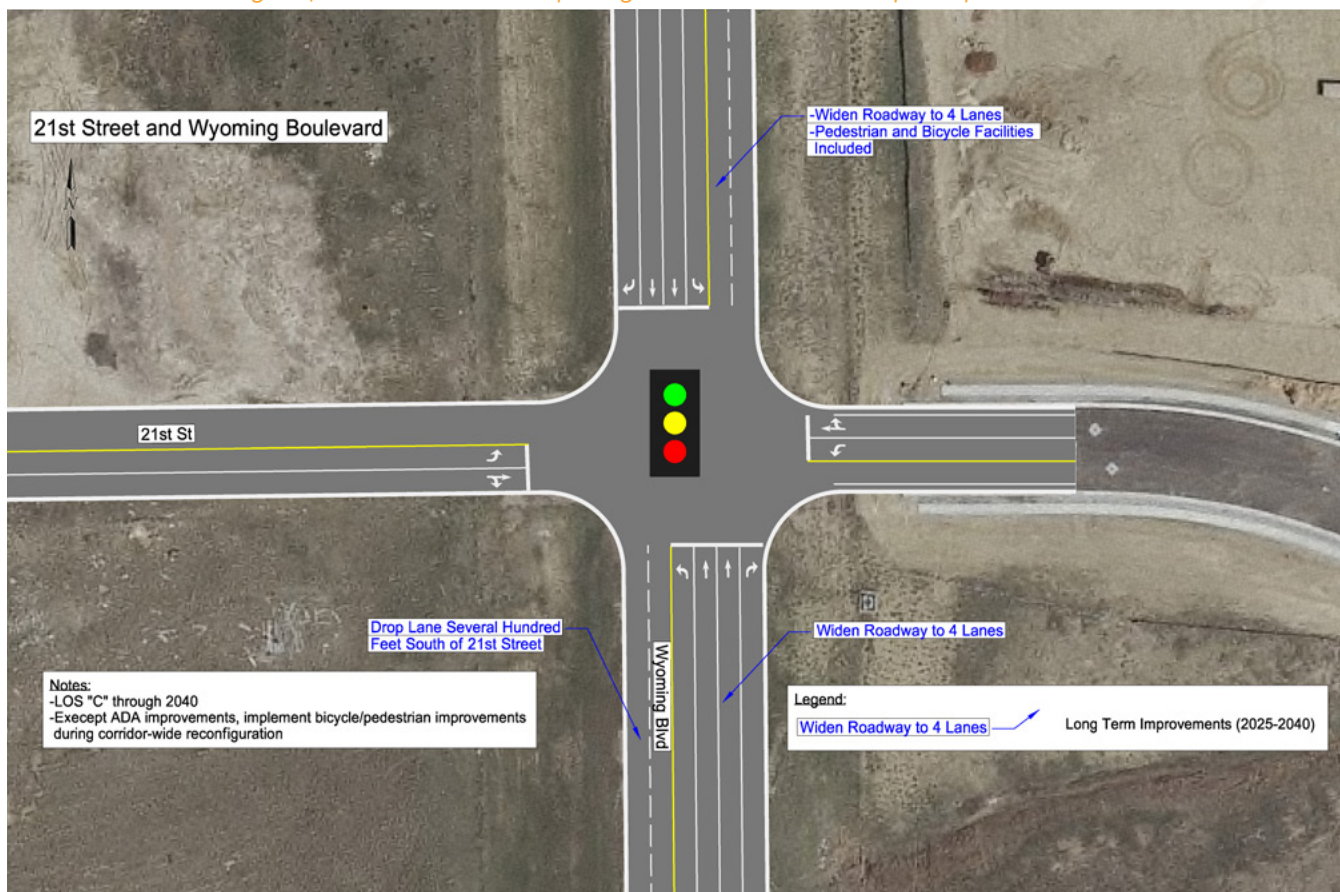 21st Street and Wyoming Boulevard
N
-Widen Roadway to 4 Lanes
-Pedestrian and Bicycle Facilities
Included
21st St
Drop Lane Several Hundred
Feet South of 21st Street
Wyoming Blvd
Widen Roadway to 4 Lanes
Notes:
-LOS "C" through 2040
-Execept ADA improvements, implement bicycle/pedestrian improvements
during corridor-wide reconfiguration
Legend:
Widen Roadway to 4 Lanes
Long Term Improvements (2025-2040)